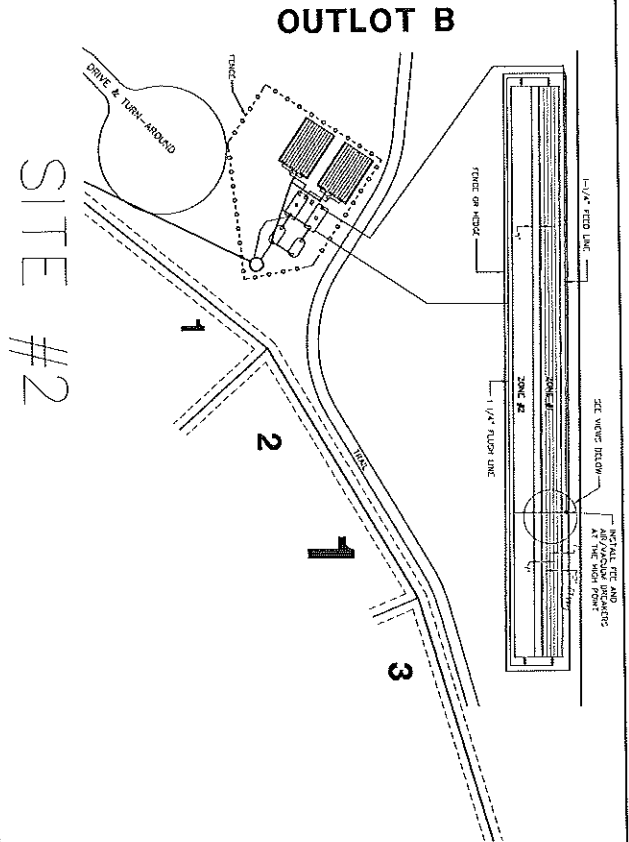 OUTLOT B
DRIVE & TURN-AROUND
FENCE
FENCE OR HEDGE
1-1/4" FEED LINE
ZONE #1
ZONE #2
1 1/4" FLUSH LINE
SEE VIEWS BELOW
INSTALL PEE AND
AIR/VACUUM BREAKERS
AT THE HIGH POINT
TRAIL
1
2
1
3
SITE #2